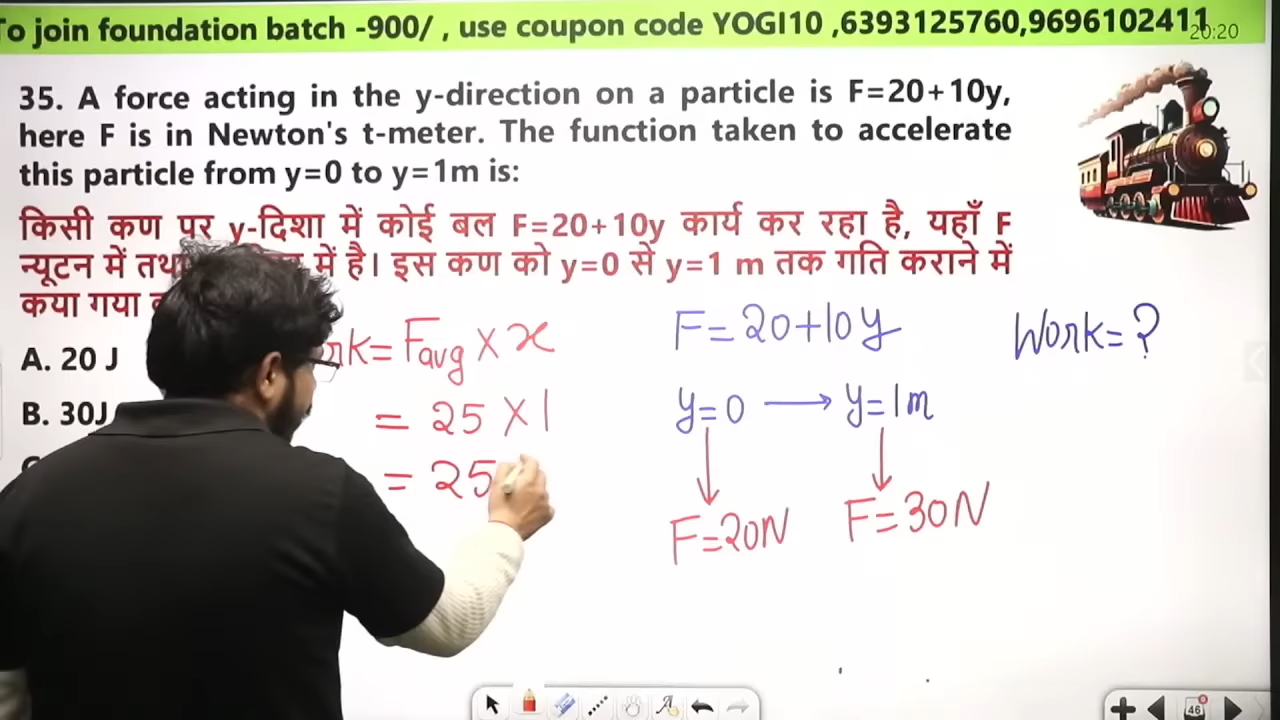 To join foundation batch -900/ , use coupon code YOGI10 ,6393125760,9696102411
20:20
35. A force acting in the y-direction on a particle is F=20+10y,
here F is in Newton's t-meter. The function taken to accelerate
this particle from y=0 to y=1m is:
किसी कण पर y-दिशा में कोई बल F=20+10y कार्य कर रहा है, यहाँ F
न्यूटन में में है। इस कण को y=0 से y=1 m तक गति कराने में
कया गया
A. 20 J
B. 30J
= Favg × x
= 25 × 1
= 25
F=20+10y
y=0 → y=1m
F=20N F=30N
Work=?
46